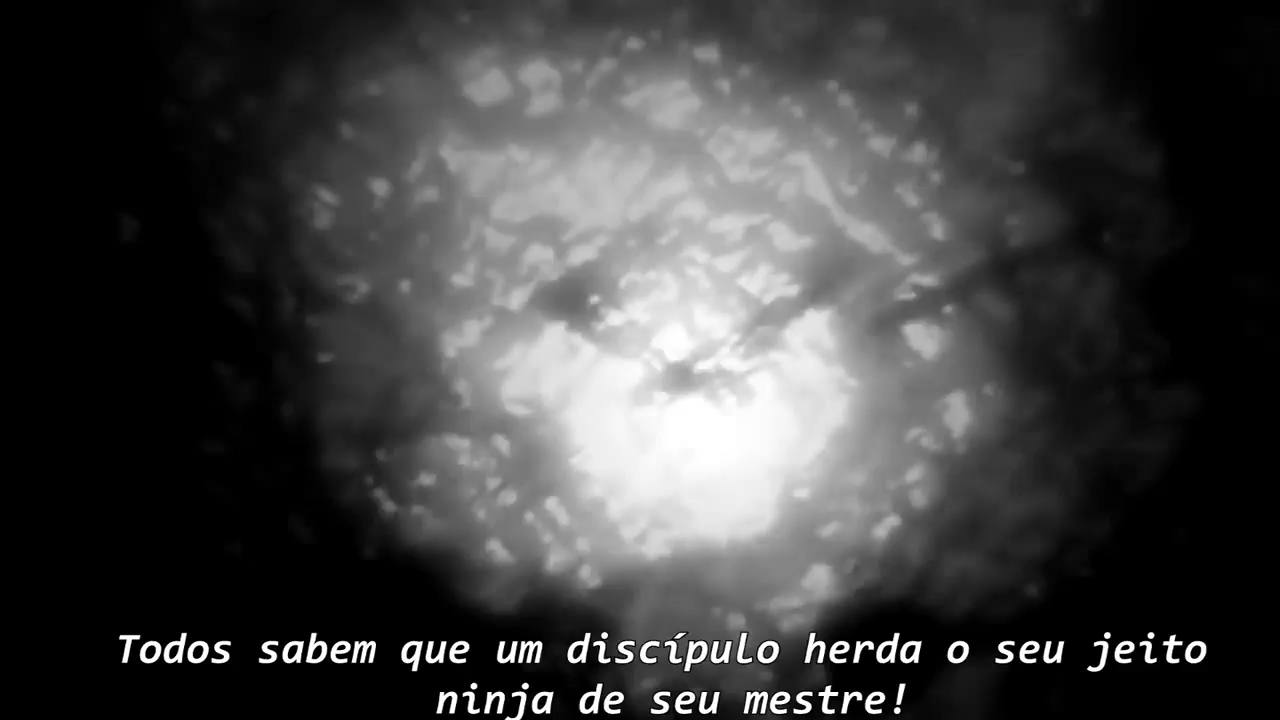 Todos sabem que um discípulo herda o seu jeito
ninja de seu mestre!